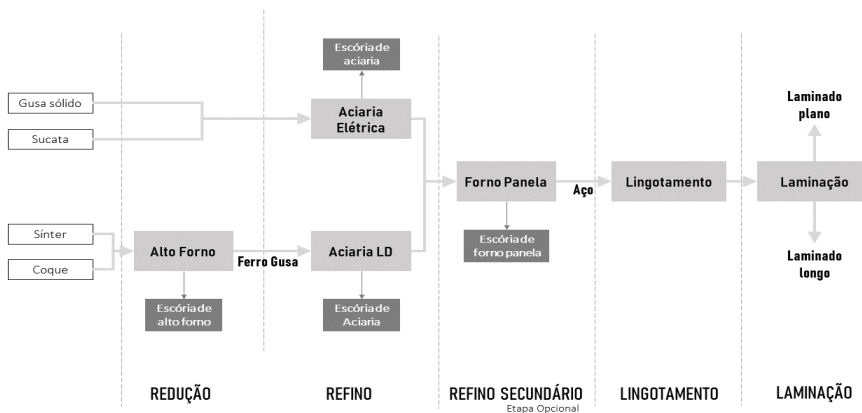 Escória de
aciaria
Gusa sólido
Sucata
Aciaria
Elétrica
Laminado
plano
Forno Panela
Aço
Lingotamento
Laminação
Sínter
Coque
Alto Forno
Ferro Gusa
Aciaria LD
Escória de
forno panela
Laminado
longo
Escória de
alto forno
Escória de
Aciaria
REDUÇÃO
REFINO
REFINO SECUNDÁRIO
Etapa Opcional
LINGOTAMENTO
LAMINAÇÃO